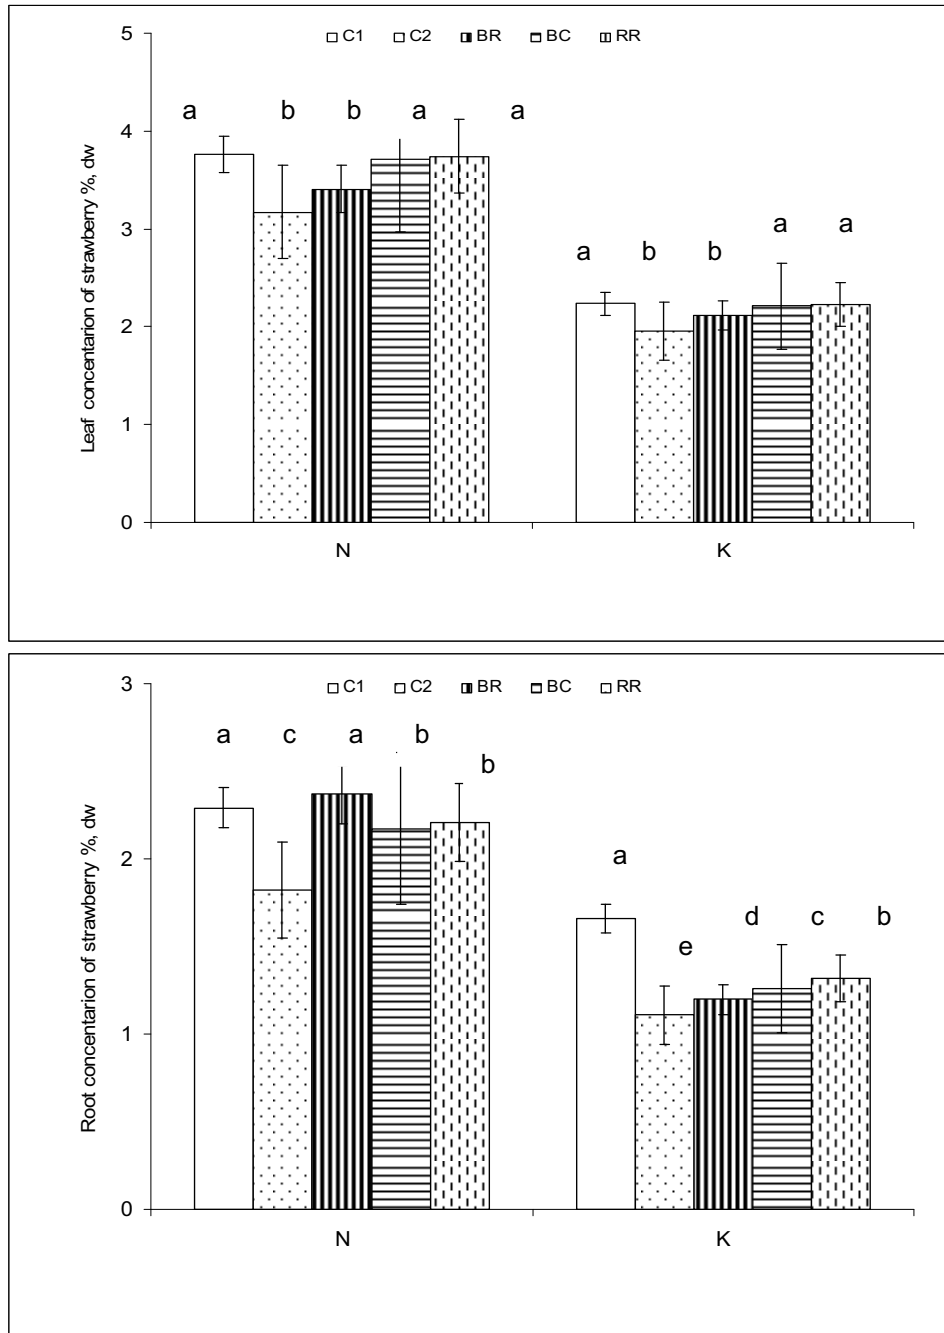 5
C1 C2 BR BC RR
a b b a a
4
3
a b b a a
2
1
0
N K
Leaf concentarion of strawberry %, dw
3
C1 C2 BR BC RR
a c a b b
2
a e d c b
1
0
N K
Root concentarion of strawberry %, dw